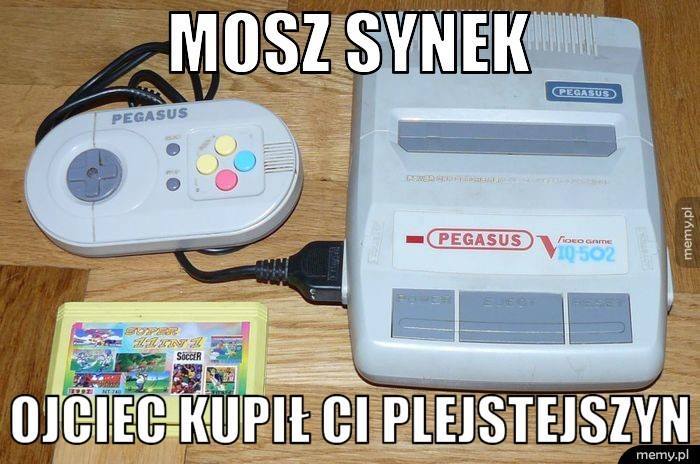 MOSZ SYNEK
PEGASUS
PEGASUS
PEGASUS
VIDEO GAME
IQ-502
POWER
EJECT
RESET
SUPER
11 IN 1
SOCCER
1992
OJCIEC KUPIŁ CI PLEJSTEJSZYN
memy.pl
memy.pl